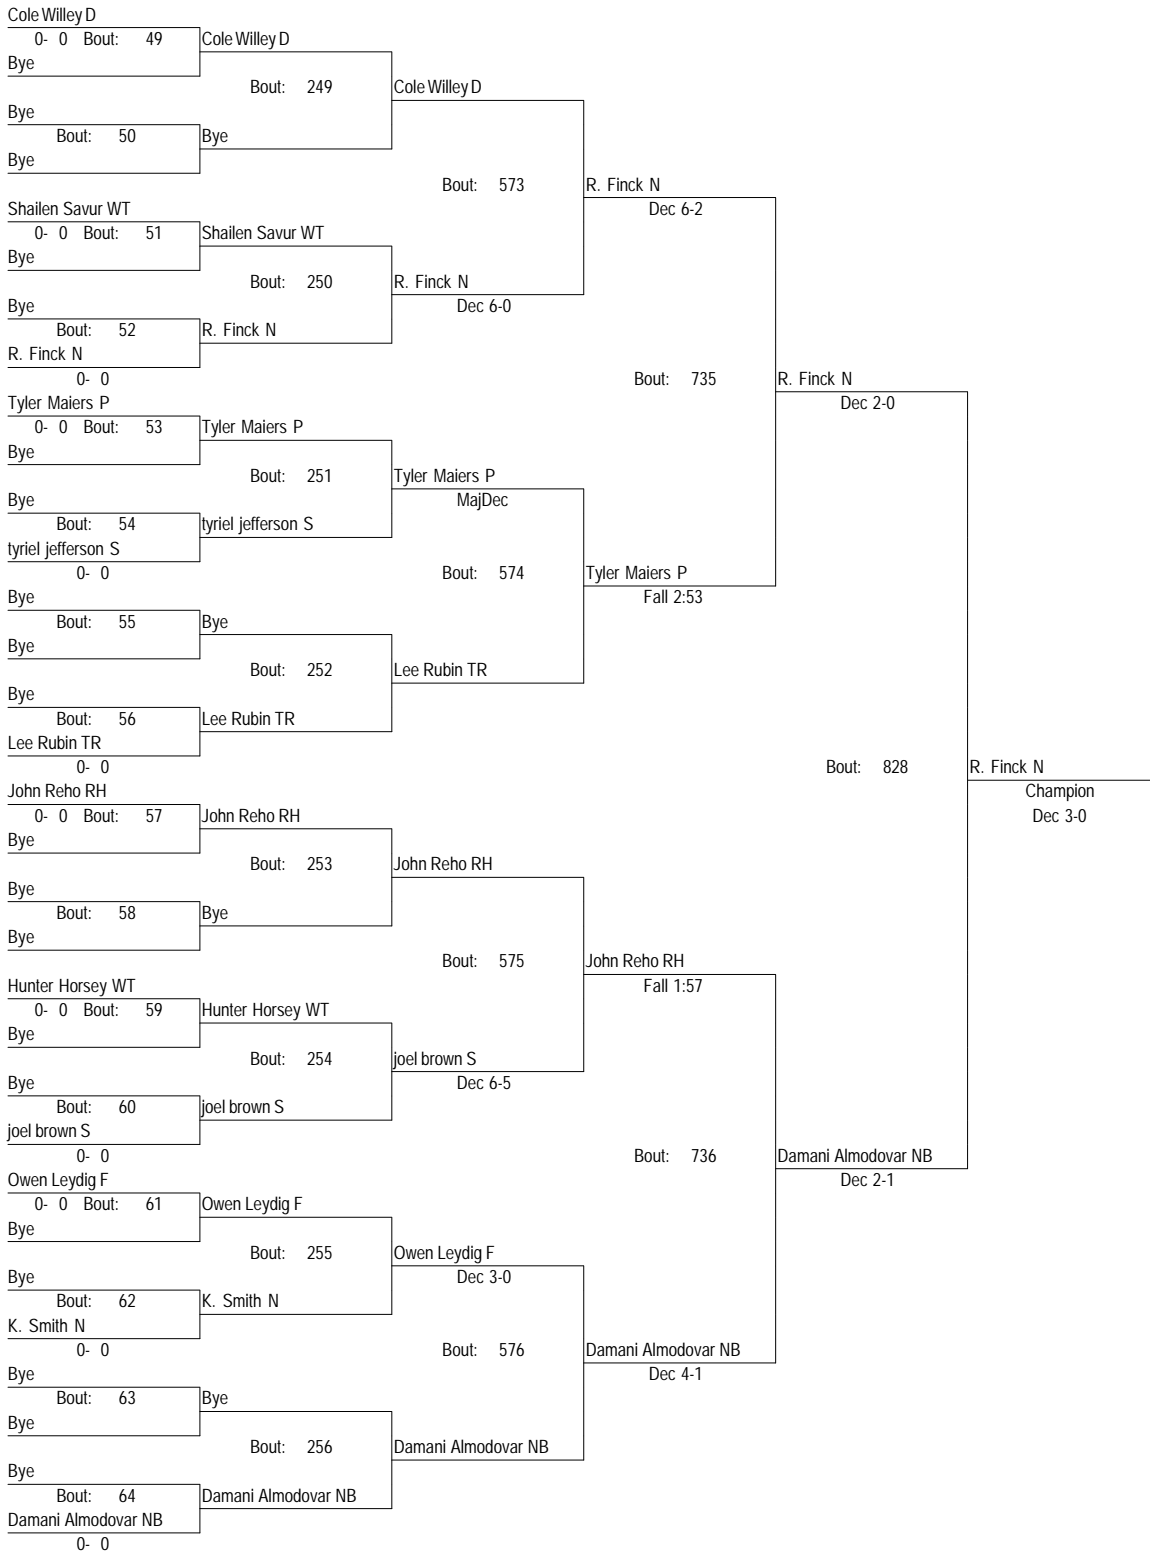 Cole Willey D
0- 0 Bout: 49 Cole Willey D
Bye
Bout: 249 Cole Willey D
Bye
Bout: 50 Bye
Bye
Bout: 573 R. Finck N
Shailen Savur WT Dec 6-2
0- 0 Bout: 51 Shailen Savur WT
Bye
Bout: 250 R. Finck N
Bye Dec 6-0
Bout: 52 R. Finck N
R. Finck N
0- 0 Bout: 735 R. Finck N
Tyler Maiers P Dec 2-0
0- 0 Bout: 53 Tyler Maiers P
Bye
Bout: 251 Tyler Maiers P
Bye MajDec
Bout: 54 tyriel jefferson S
tyriel jefferson S
0- 0 Bout: 574 Tyler Maiers P
Bye Fall 2:53
Bout: 55 Bye
Bye
Bout: 252 Lee Rubin TR
Bye
Bout: 56 Lee Rubin TR
Lee Rubin TR
0- 0 Bout: 828 R. Finck N
John Reho RH Champion
0- 0 Bout: 57 John Reho RH Dec 3-0
Bye
Bout: 253 John Reho RH
Bye
Bout: 58 Bye
Bye
Bout: 575 John Reho RH
Hunter Horsey WT Fall 1:57
0- 0 Bout: 59 Hunter Horsey WT
Bye
Bout: 254 joel brown S
Bye Dec 6-5
Bout: 60 joel brown S
joel brown S
0- 0 Bout: 736 Damani Almodovar NB
Owen Leydig F Dec 2-1
0- 0 Bout: 61 Owen Leydig F
Bye
Bout: 255 Owen Leydig F
Bye Dec 3-0
Bout: 62 K. Smith N
K. Smith N
0- 0 Bout: 576 Damani Almodovar NB
Bye Dec 4-1
Bout: 63 Bye
Bye
Bout: 256 Damani Almodovar NB
Bye
Bout: 64 Damani Almodovar NB
Damani Almodovar NB
0- 0